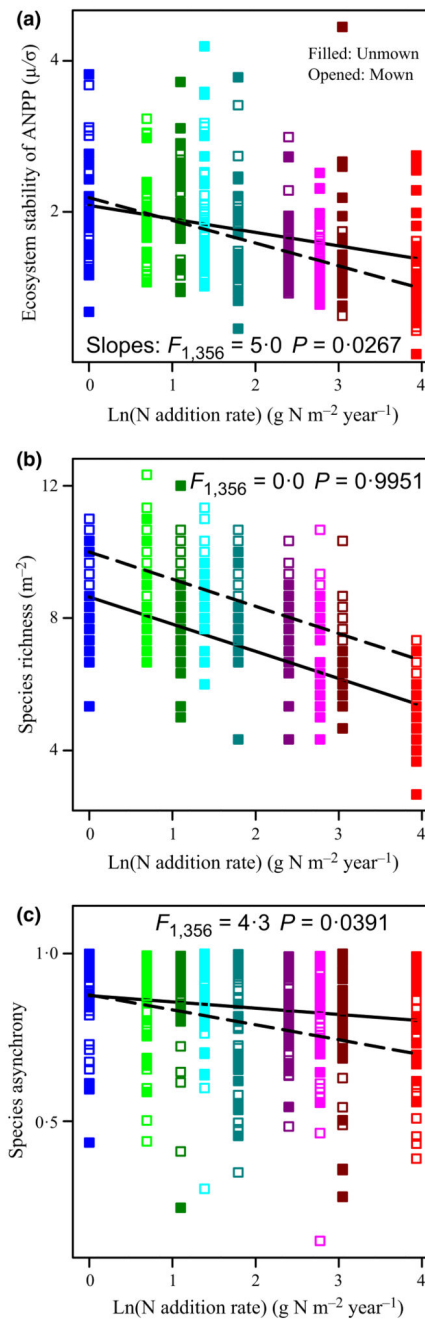 (a)
Ecosystem stability of ANPP (μ/σ)
4
2
Filled: Unmown
Opened: Mown
Slopes: F1,356 = 5·0 P = 0·0267
0 1 2 3 4
Ln(N addition rate) (g N m−2 year−1)
(b)
Species richness (m−2)
12
8
4
F1,356 = 0·0 P = 0·9951
0 1 2 3 4
Ln(N addition rate) (g N m−2 year−1)
(c)
Species asynchrony
1·0
0·5
F1,356 = 4·3 P = 0·0391
0 1 2 3 4
Ln(N addition rate) (g N m−2 year−1)